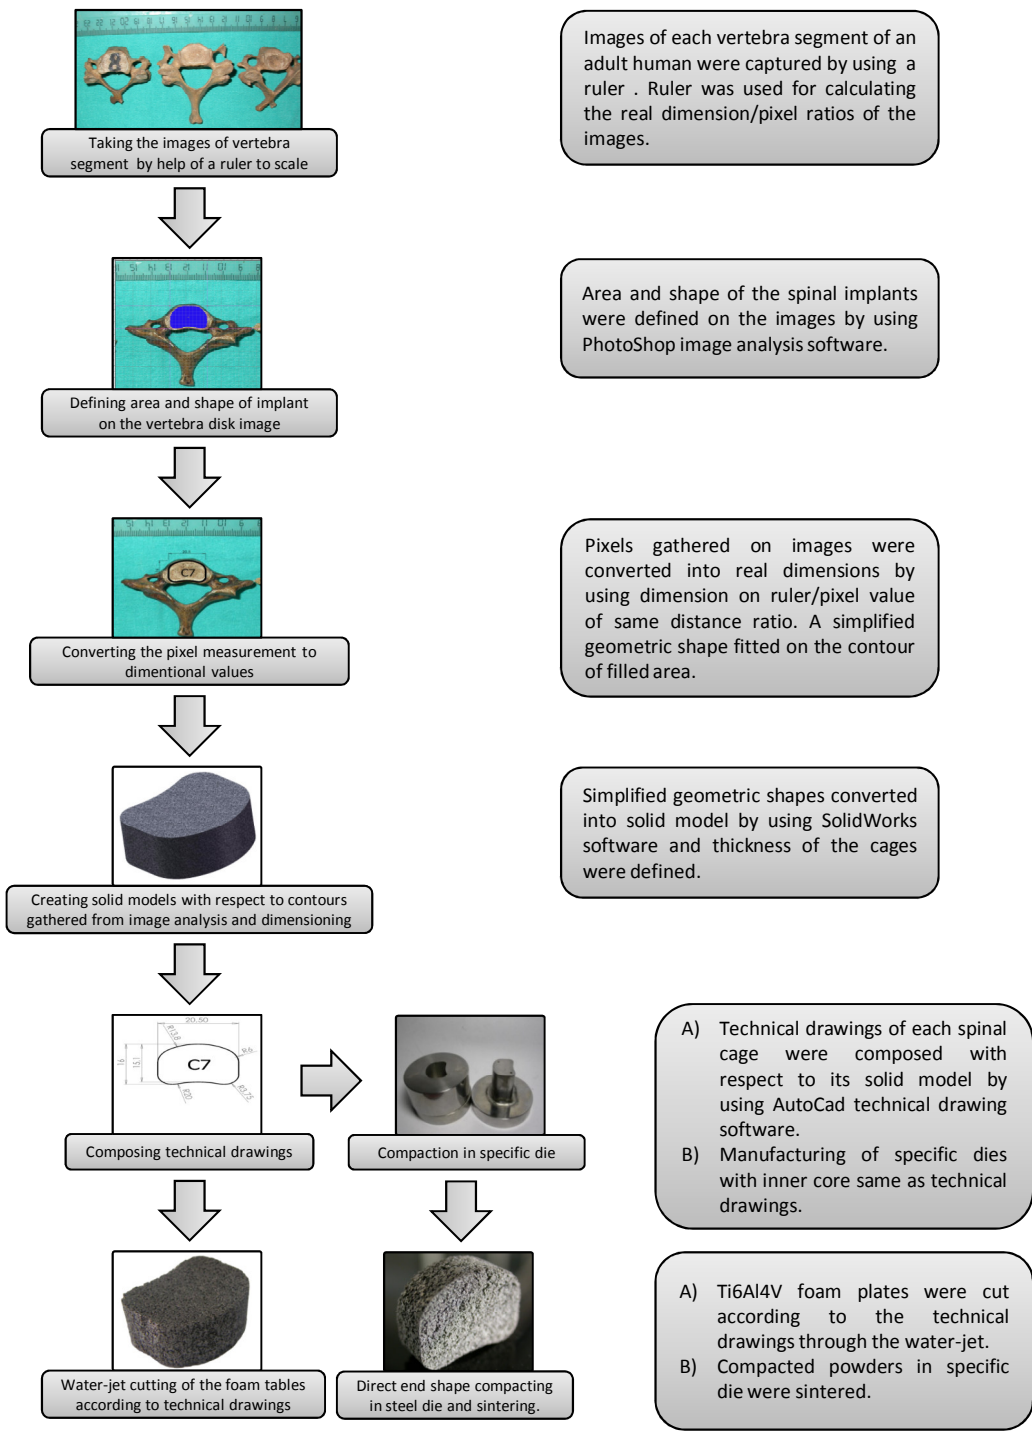 Images of each vertebra segment of an
adult human were captured by using a
ruler . Ruler was used for calculating
the real dimension/pixel ratios of the
images.
8
Taking the images of vertebra
segment by help of a ruler to scale
Area and shape of the spinal implants
were defined on the images by using
PhotoShop image analysis software.
Defining area and shape of implant
on the vertebra disk image
Pixels gathered on images were
converted into real dimensions by
using dimension on ruler/pixel value
of same distance ratio. A simplified
geometric shape fitted on the contour
of filled area.
C7
Converting the pixel measurement to
dimentional values
Simplified geometric shapes converted
into solid model by using SolidWorks
software and thickness of the cages
were defined.
Creating solid models with respect to contours
gathered from image analysis and dimensioning
20.50
R13.8
R6
16
15.1
C7
R20
R3.75
Composing technical drawings
Compaction in specific die
A) Technical drawings of each spinal
cage were composed with
respect to its solid model by
using AutoCad technical drawing
software.
B) Manufacturing of specific dies
with inner core same as technical
drawings.
Water-jet cutting of the foam tables
according to technical drawings
Direct end shape compacting
in steel die and sintering.
A) Ti6Al4V foam plates were cut
according to the technical
drawings through the water-jet.
B) Compacted powders in specific
die were sintered.